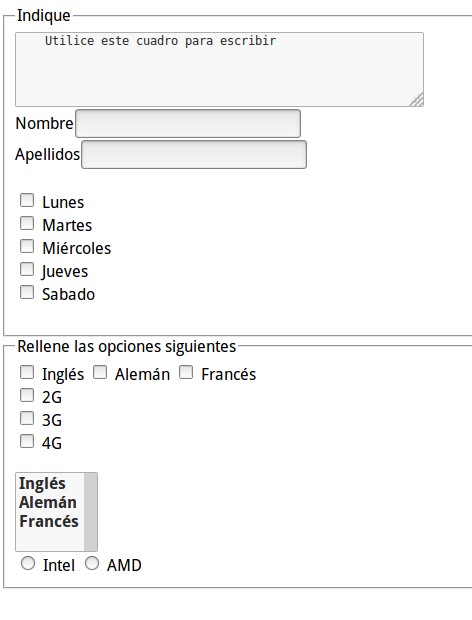 Indique
Utilice este cuadro para escribir
Nombre
Apellidos
Lunes
Martes
Miércoles
Jueves
Sabado
Rellene las opciones siguientes
Inglés Alemán Francés
2G
3G
4G
Inglés
Alemán
Francés
Intel AMD